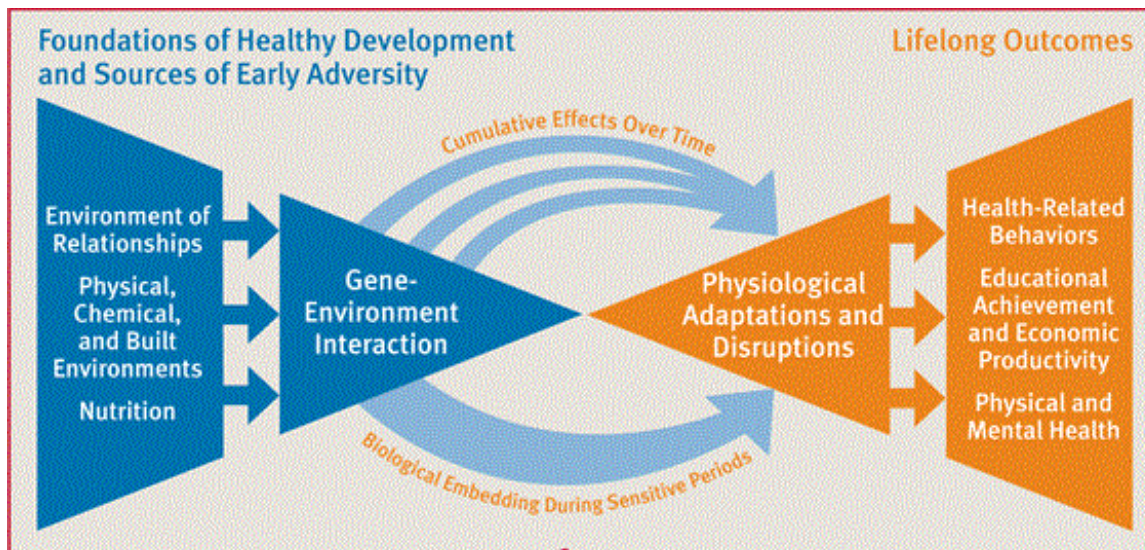 Foundations of Healthy Development
and Sources of Early Adversity
Lifelong Outcomes
Cumulative Effects Over Time
Environment of
Relationships
Physical,
Chemical,
and Built
Environments
Nutrition
Gene-
Environment
Interaction
Physiological
Adaptations and
Disruptions
Health-Related
Behaviors
Educational
Achievement
and Economic
Productivity
Physical and
Mental Health
Biological Embedding During Sensitive Periods